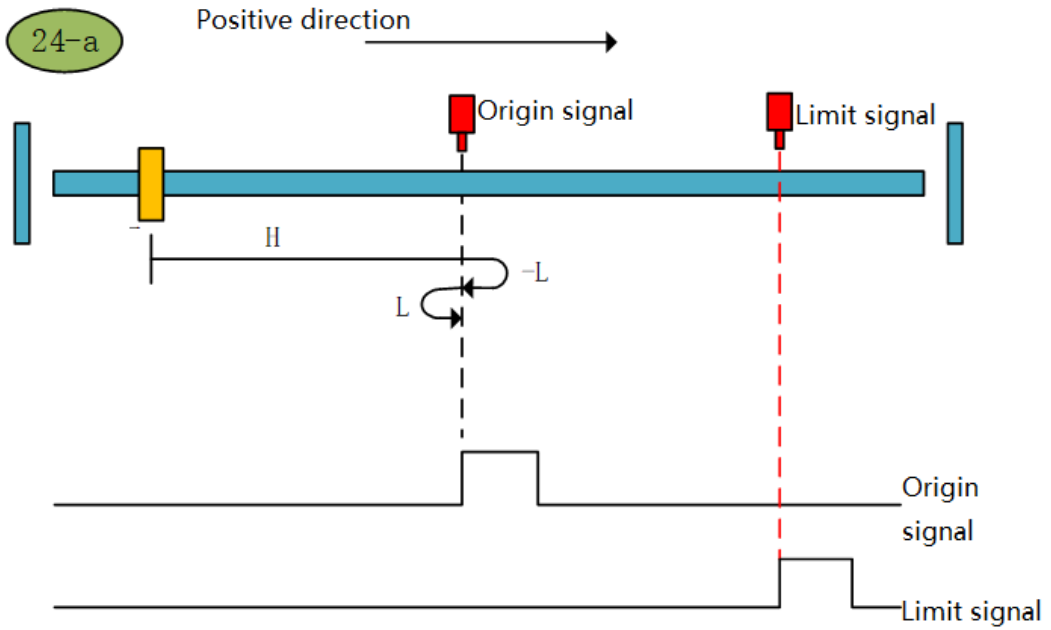 24-a
Positive direction
Origin signal
Limit signal
H
-L
L
Origin
signal
Limit signal